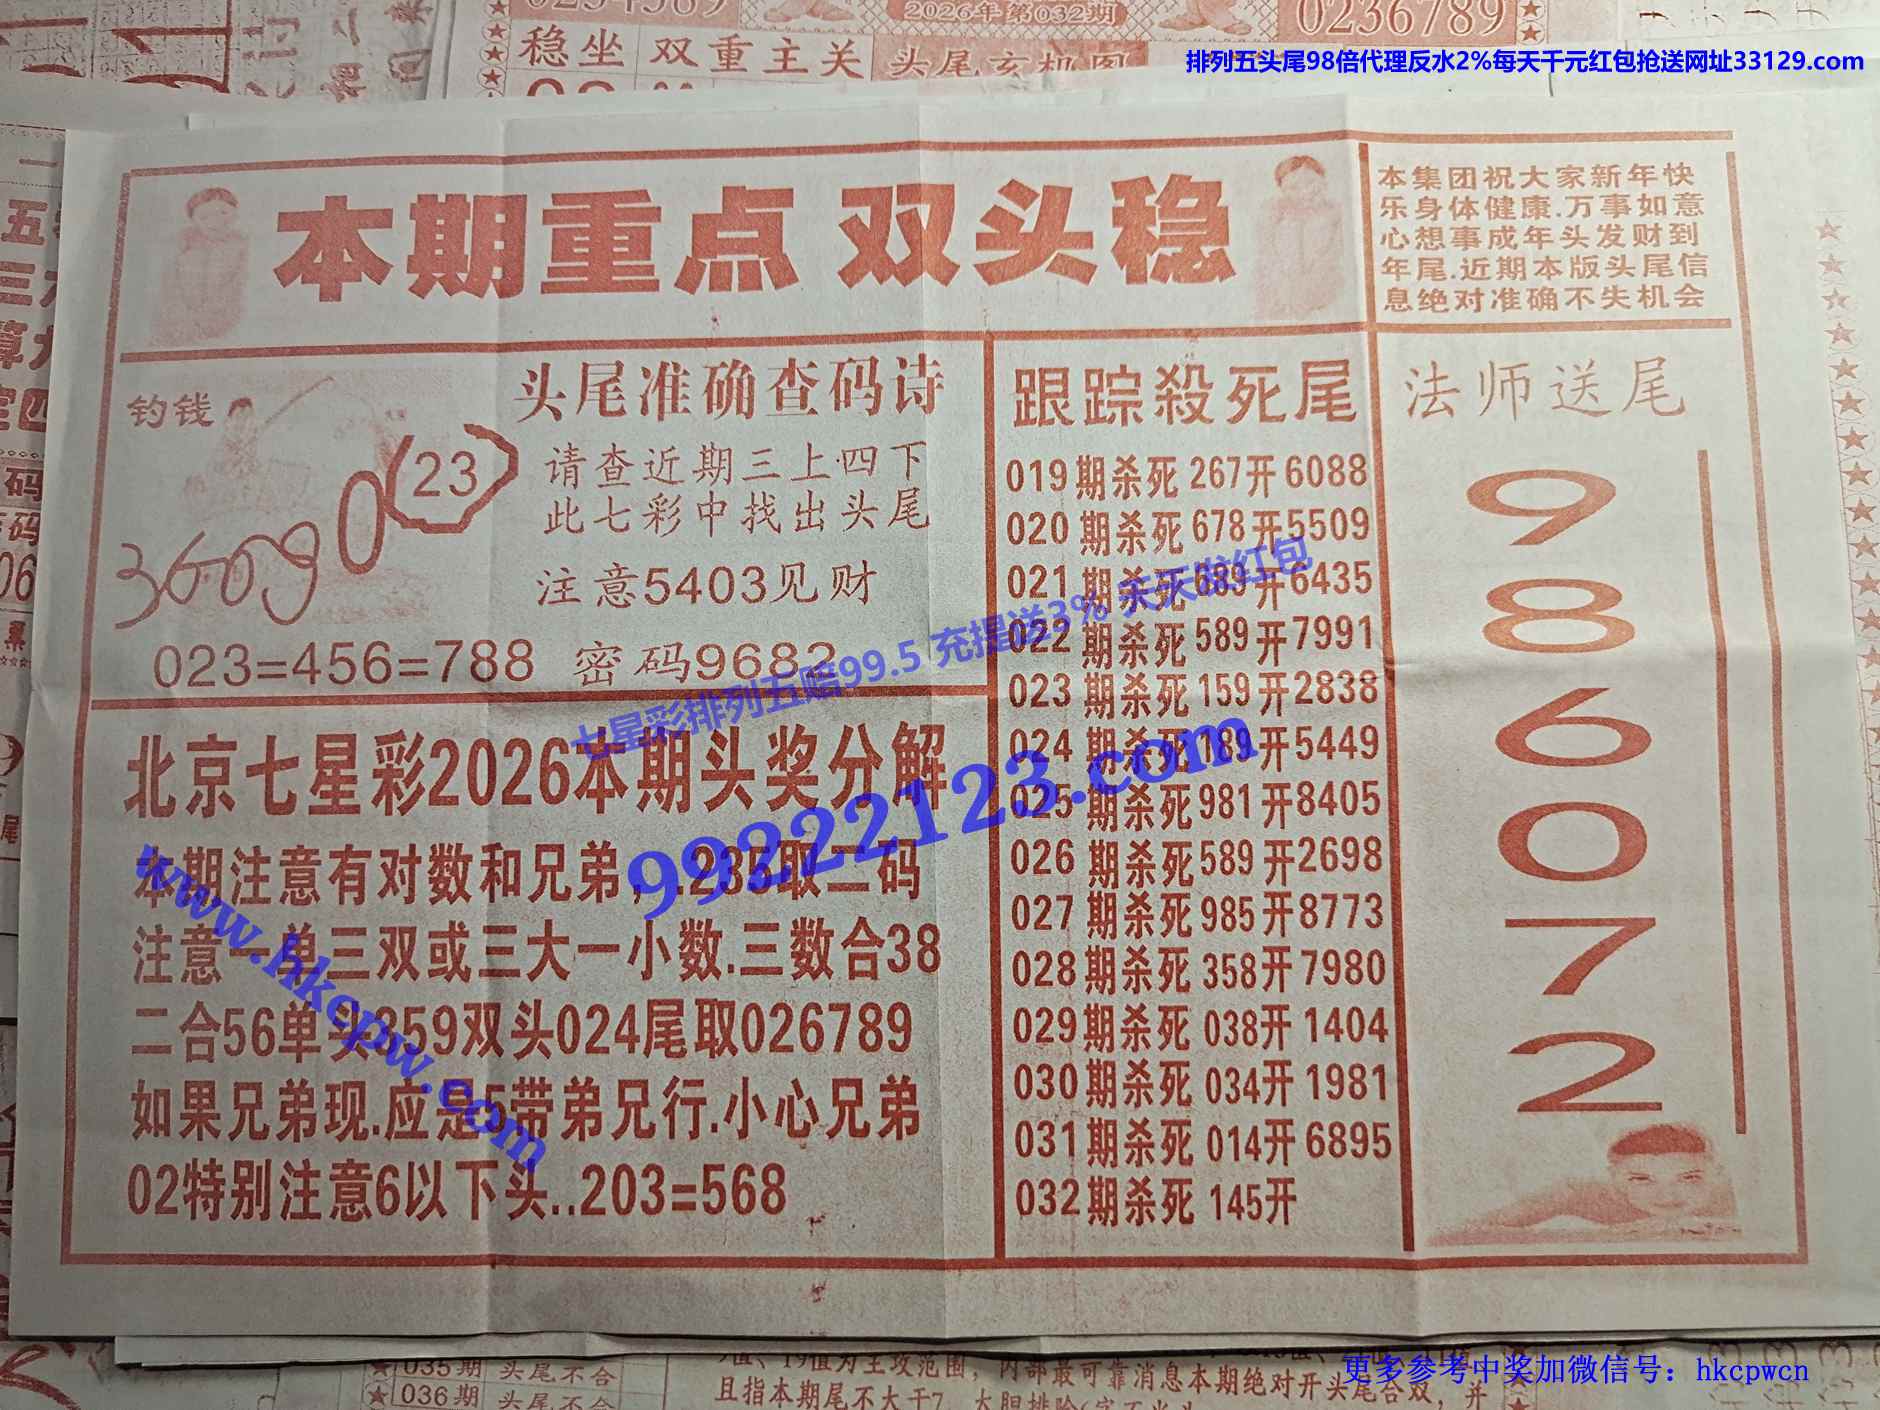 0236789
2026年第032期
稳坐 双重主关 头尾玄机图
排列五头尾98倍代理反水2%每天千元红包抢送网址33129.com
本期重点 双头稳
本集团祝大家新年快
乐身体健康.万事如意
心想事成年头发财到
年尾.近期本版头尾信
息绝对准确不失机会
钓钱
(23)
0
3609
头尾准确查码诗
请查近期三上四下
此七彩中找出头尾
注意5403见财
023=456=788 密码9682
北京七星彩2026本期头奖分解
本期注意有对数和兄弟,.235取二码
注意一单三双或三大一小数.三数合38
二合56单头359双头024尾取026789
如果兄弟现.应是5带弟兄行.小心兄弟
02特别注意6以下头..203=568
跟踪殺死尾
019期杀死 267开6088
020期杀死 678开5509
021期杀死 689开6435
022期杀死 589开7991
023期杀死 159开2838
024期杀死 189开5449
025期杀死 981开8405
026期杀死 589开2698
027期杀死 985开8773
028期杀死 358开7980
029期杀死 038开1404
030期杀死 034开1981
031期杀死 014开6895
032期杀死 145开
法师送尾
9
8
6
0
7
2
七星彩排列五赔99.5 充提送3% 天天发红包
99222123.com
www.hkcpw.com
035期 头尾不合
036期 头尾不合
且指本期尾不大于7
更多参考中奖加微信号：hkcpwcn